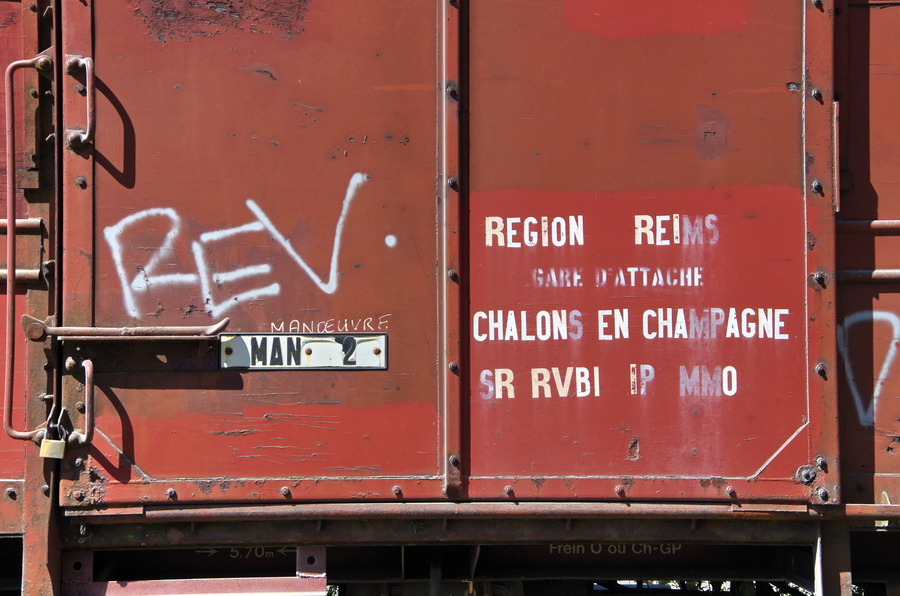 REV.
MANŒUVRE
MAN 2
REGION REIMS
GARE D'ATTACHE
CHALONS EN CHAMPAGNE
SR RVBI IP MMO
5.70m
Frein O ou Ch-GP